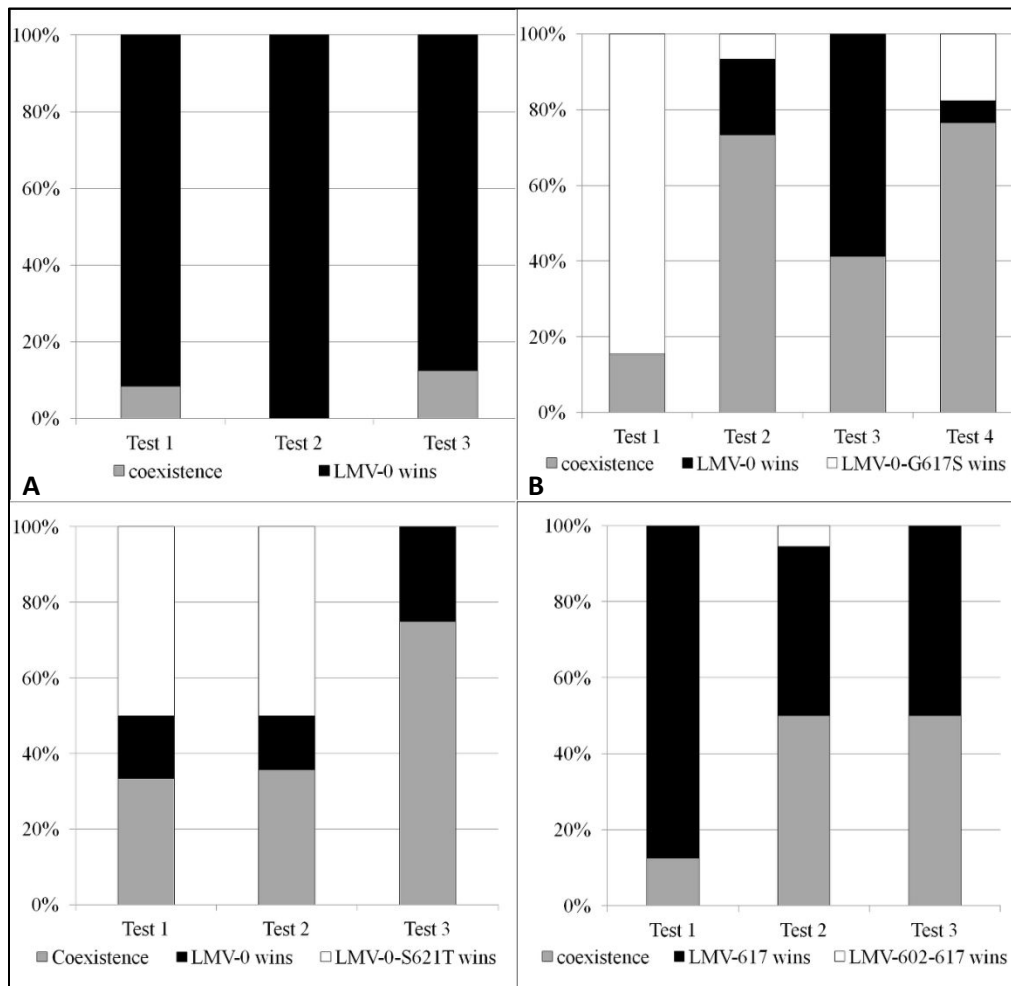 100%
80%
60%
40%
20%
0%
Test 1 Test 2 Test 3
coexistence LMV-0 wins
A
100%
80%
60%
40%
20%
0%
Test 1 Test 2 Test 3 Test 4
coexistence LMV-0 wins LMV-0-G617S wins
B
100%
80%
60%
40%
20%
0%
Test 1 Test 2 Test 3
Coexistence LMV-0 wins LMV-0-S621T wins
100%
80%
60%
40%
20%
0%
Test 1 Test 2 Test 3
coexistence LMV-617 wins LMV-602-617 wins